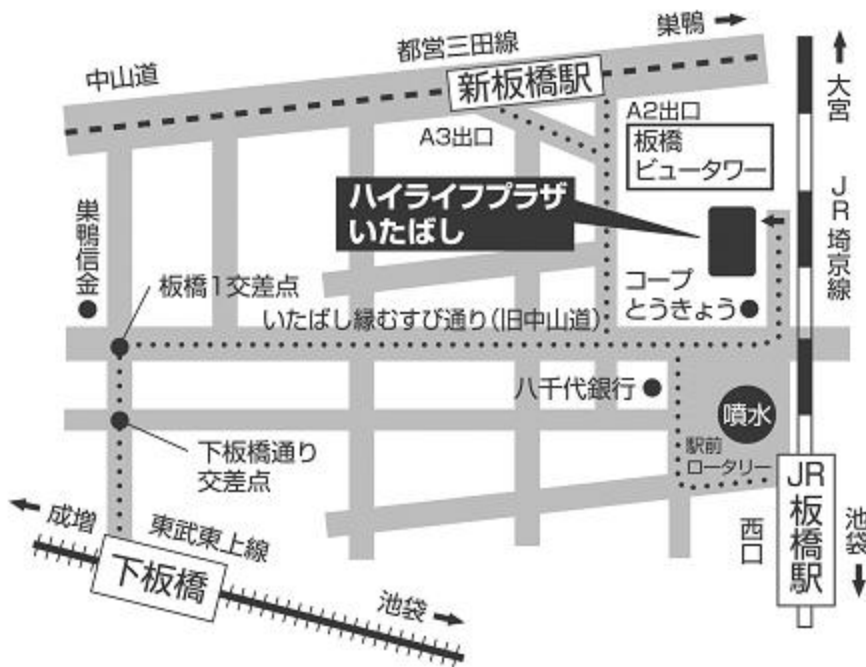 巣鴨
都営三田線
中山道
新板橋駅
大宮
A2出口
A3出口
板橋
ビュータワー
ハイライフプラザ
いたばし
JR埼京線
巣鴨信金
板橋1交差点
コープ
とうきょう
いたばし縁むすび通り(旧中山道)
八千代銀行
噴水
駅前
ロータリー
下板橋通り
交差点
JR板橋駅
西口
池袋
成増
東武東上線
下板橋
池袋